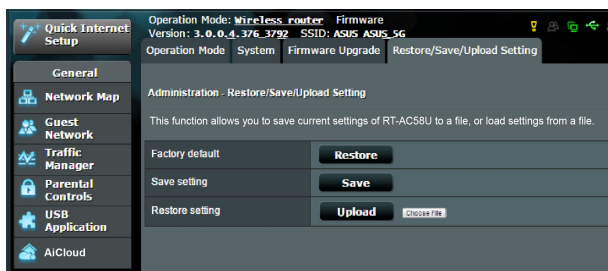 Quick Internet
Setup
Operation Mode: Wireless router Firmware
Version: 3.0.0.4.376_3792 SSID: ASUS ASUS_5G
Operation Mode System Firmware Upgrade Restore/Save/Upload Setting
General
Network Map
Guest
Network
Traffic
Manager
Parental
Controls
USB
Application
AiCloud
Administration - Restore/Save/Upload Setting
This function allows you to save current settings of RT-AC58U to a file, or load settings from a file.
Factory default Restore
Save setting Save
Restore setting Upload Choose File